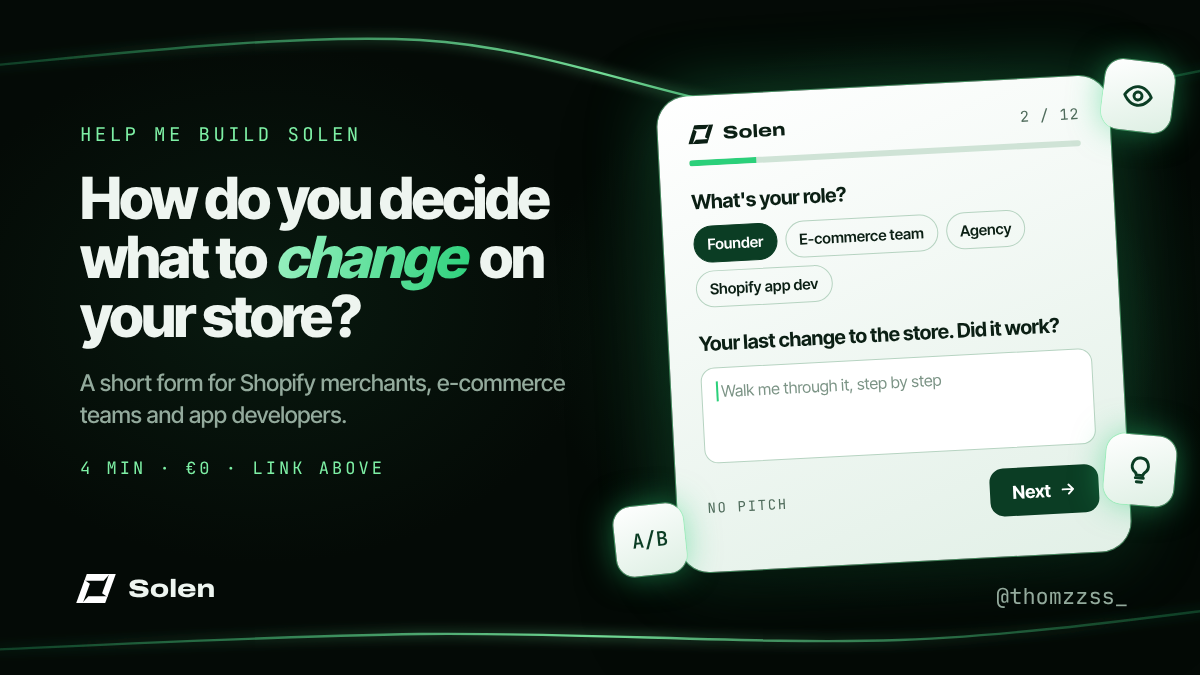 HELP ME BUILD SOLEN
How do you decide
what to change on
your store?
A short form for Shopify merchants, e-commerce
teams and app developers.
4 MIN · €0 · LINK ABOVE
Solen
Solen
2 / 12
What's your role?
Founder
E-commerce team
Agency
Shopify app dev
Your last change to the store. Did it work?
Walk me through it, step by step
NO PITCH
Next →
A/B
@thomzzss_